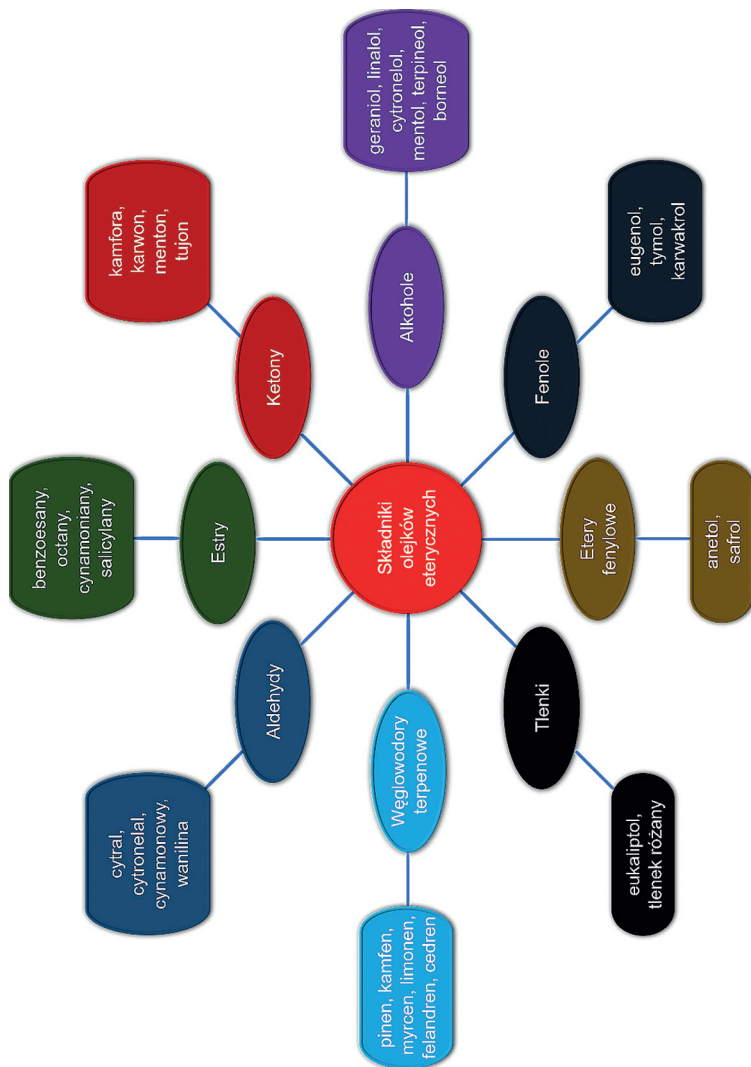 Składniki
olejków
eterycznych
Estry
benzoesany,
octany,
cynamoniany,
salicylany
Ketony
kamfora,
karwon,
menton,
tujon
Alkohole
geraniol, linalol,
cytronelol,
mentol, terpineol,
borneol
Fenole
eugenol,
tymol,
karwakrol
Etery
fenylowe
anetol,
safrol
Tlenki
eukaliptol,
tlenek różany
Węglowodory
terpenowe
pinen, kamfen,
myrcen, limonen,
felandren, cedren
Aldehydy
cytral,
cytronelal,
cynamonowy,
wanilina